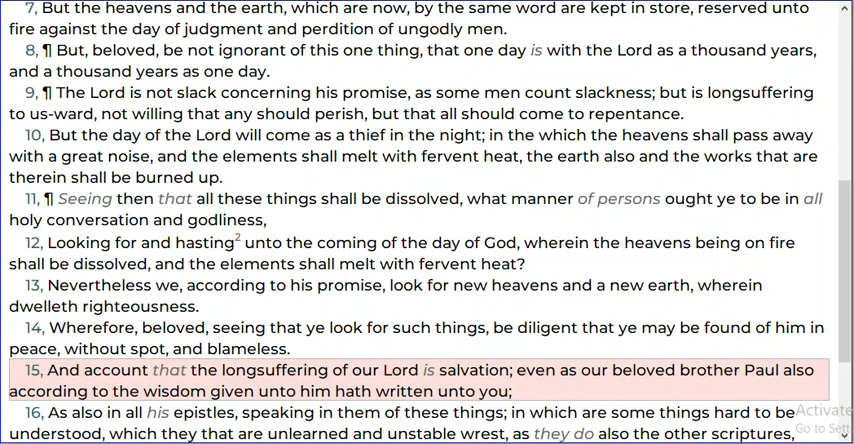 7, But the heavens and the earth, which are now, by the same word are kept in store, reserved unto
fire against the day of judgment and perdition of ungodly men.
8, ¶ But, beloved, be not ignorant of this one thing, that one day is with the Lord as a thousand years,
and a thousand years as one day.
9, ¶ The Lord is not slack concerning his promise, as some men count slackness; but is longsuffering
to us-ward, not willing that any should perish, but that all should come to repentance.
10, But the day of the Lord will come as a thief in the night; in the which the heavens shall pass away
with a great noise, and the elements shall melt with fervent heat, the earth also and the works that are
therein shall be burned up.
11, ¶ Seeing then that all these things shall be dissolved, what manner of persons ought ye to be in all
holy conversation and godliness,
12, Looking for and hasting2 unto the coming of the day of God, wherein the heavens being on fire
shall be dissolved, and the elements shall melt with fervent heat?
13, Nevertheless we, according to his promise, look for new heavens and a new earth, wherein
dwelleth righteousness.
14, Wherefore, beloved, seeing that ye look for such things, be diligent that ye may be found of him in
peace, without spot, and blameless.
15, And account that the longsuffering of our Lord is salvation; even as our beloved brother Paul also
according to the wisdom given unto him hath written unto you;
16, As also in all his epistles, speaking in them of these things; in which are some things hard to be
understood, which they that are unlearned and unstable wrest, as they do also the other scriptures,
Activate
Go to Sett